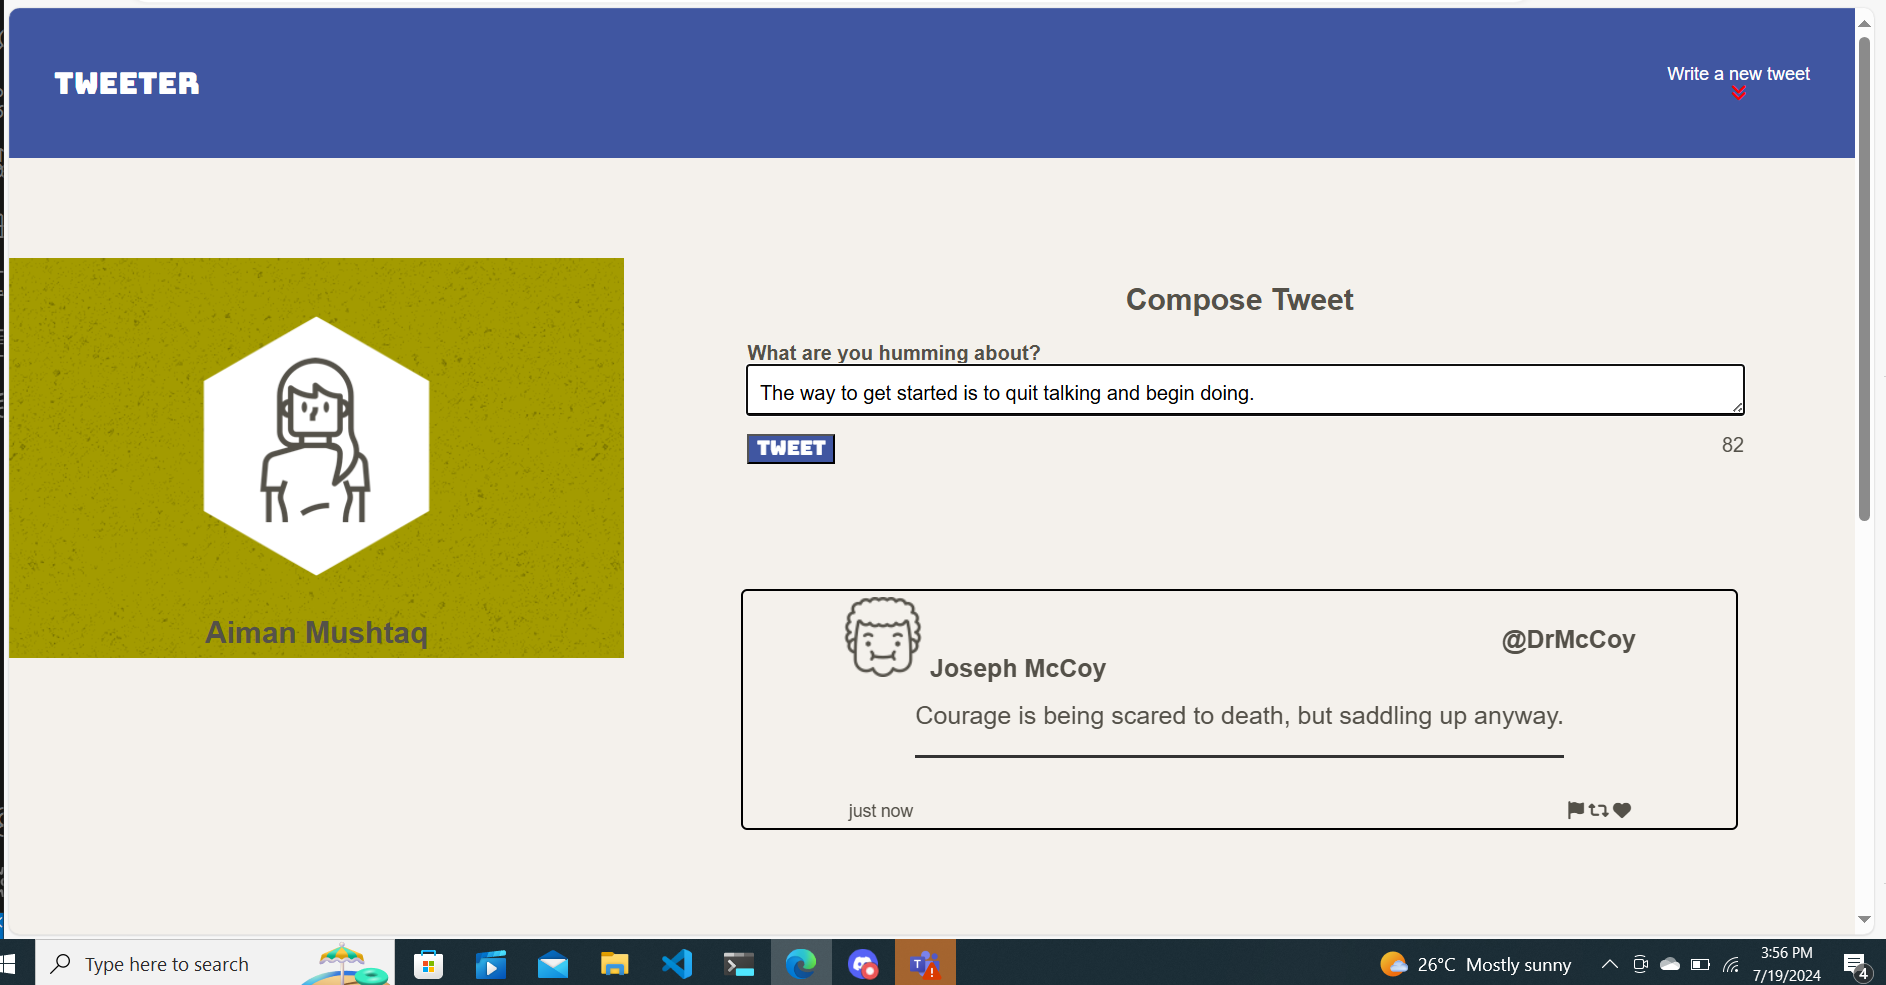 TWEETER
Write a new tweet
Compose Tweet
What are you humming about?
The way to get started is to quit talking and begin doing.
TWEET
82
Aiman Mushtaq
@DrMcCoy
Joseph McCoy
Courage is being scared to death, but saddling up anyway.
just now
Type here to search
26°C Mostly sunny
3:56 PM
7/19/2024
4